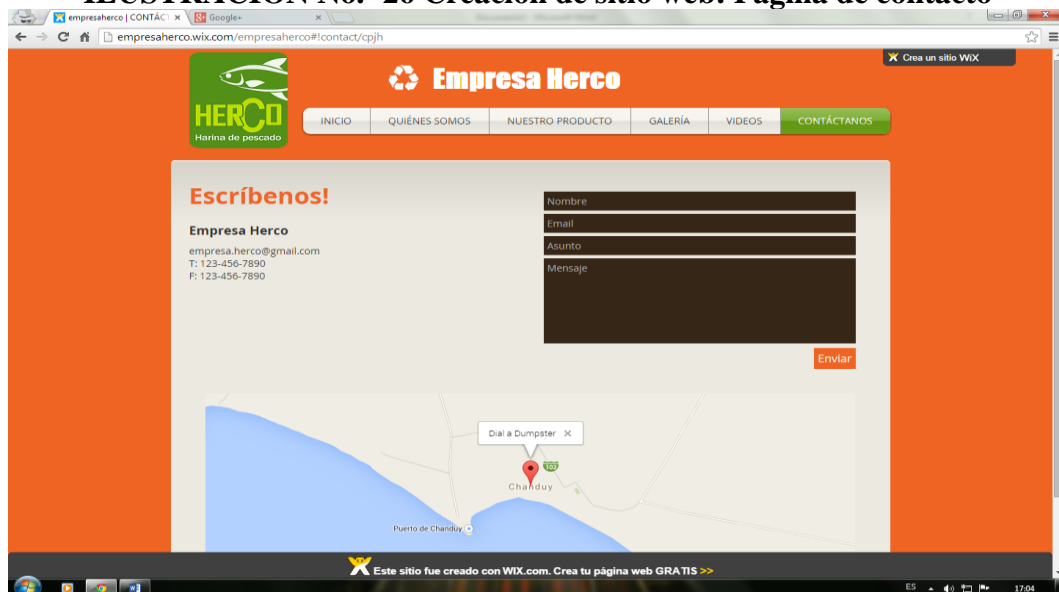 ILUSTRACIÓN No. 26 Creación de sitio web: Página de contacto
empresaherco | CONTÁCT
Google+
empresaherco.wix.com/empresaherco#!contact/cpjh
Crea un sitio WiX
HERCO
Harina de pescado
Empresa Herco
INICIO QUIÉNES SOMOS NUESTRO PRODUCTO GALERÍA VIDEOS CONTÁCTANOS
Escríbenos!
Empresa Herco
empresa.herco@gmail.com
T: 123-456-7890
F: 123-456-7890
Nombre
Email
Asunto
Mensaje
Enviar
Dial a Dumpster
102
Chanduy
Puerto de Chanduy
Este sitio fue creado con WIX.com. Crea tu página web GRATIS >>
ES 17:04